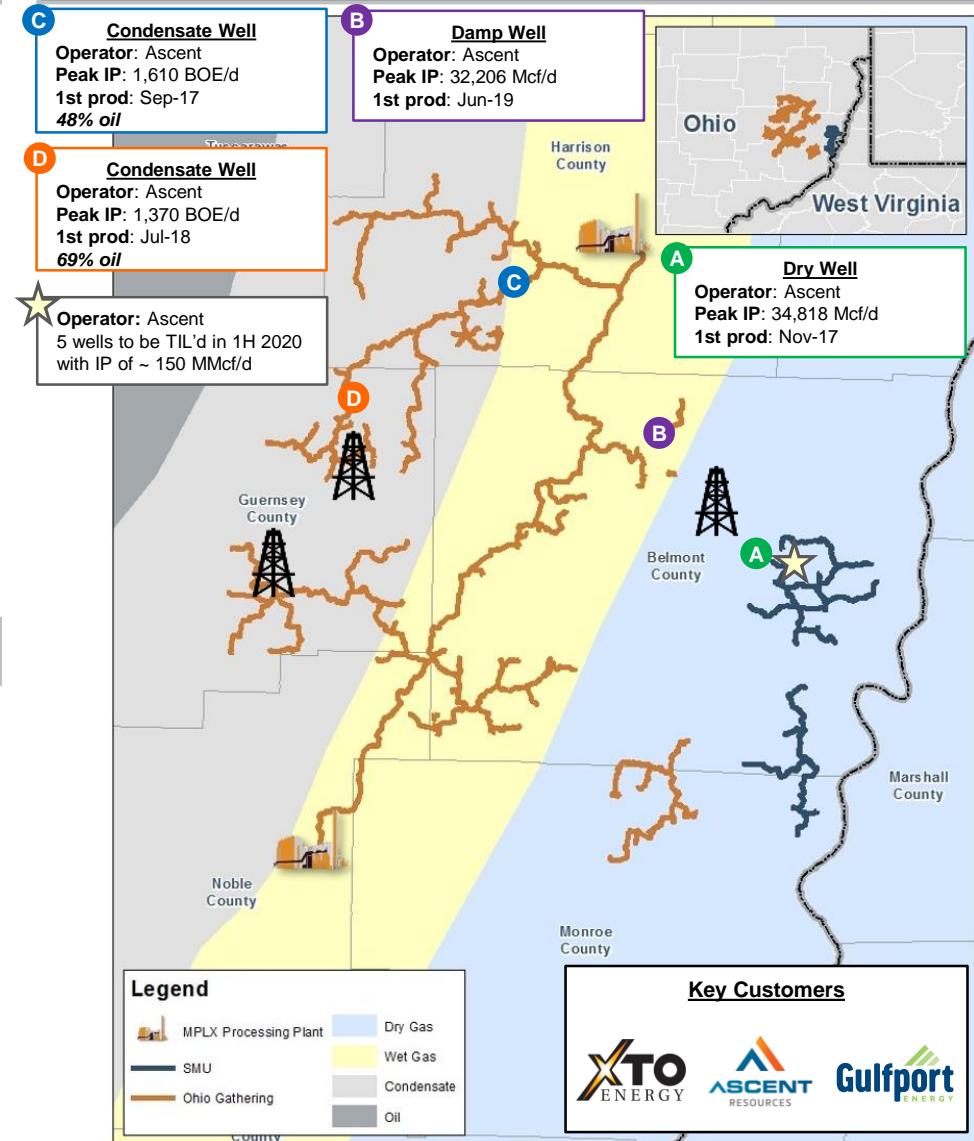 C
Condensate Well
Operator: Ascent
Peak IP: 1,610 BOE/d
1st prod: Sep-17
48% oil
B
Damp Well
Operator: Ascent
Peak IP: 32,206 Mcf/d
1st prod: Jun-19
Ohio
West Virginia
Tuscarawas
Harrison
County
D
Condensate Well
Operator: Ascent
Peak IP: 1,370 BOE/d
1st prod: Jul-18
69% oil
A
Dry Well
Operator: Ascent
Peak IP: 34,818 Mcf/d
1st prod: Nov-17
Operator: Ascent
5 wells to be TIL'd in 1H 2020
with IP of ~ 150 MMcf/d
C
D
B
Guernsey
County
A
Belmont
County
Marshall
County
Noble
County
Monroe
County
Legend
MPLX Processing Plant
SMU
Ohio Gathering
Dry Gas
Wet Gas
Condensate
Oil
County
Key Customers
XTO
ENERGY
ASCENT
RESOURCES
Gulfport
ENERGY